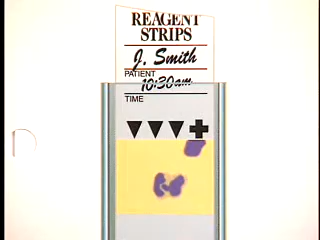 REAGENT
STRIPS
J. Smith
PATIENT
10:30am
TIME